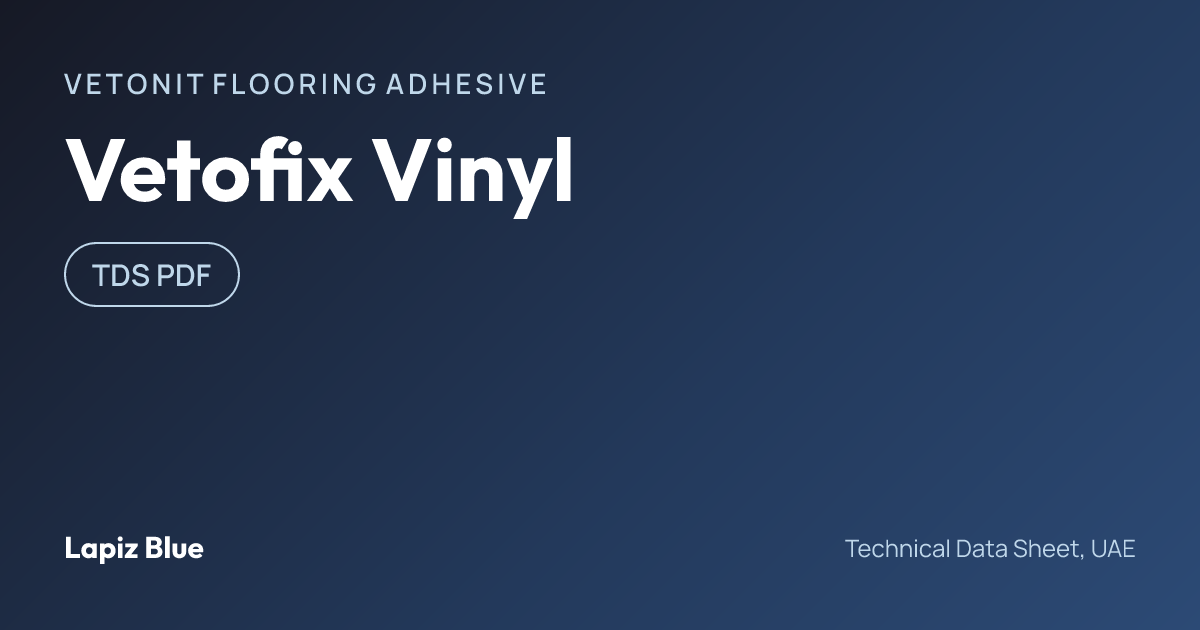 VETONIT FLOORING ADHESIVE
Vetofix Vinyl
TDS PDF
Lapiz Blue
Technical Data Sheet, UAE